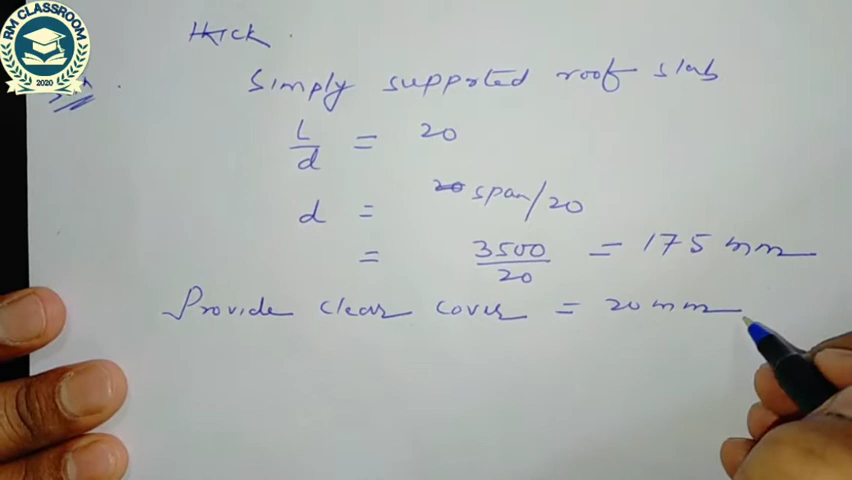 RM CLASSROOM
2020
thick.
Simply supported roof slab
L/d = 20
d = span/20
= 3500/20 = 175 mm
Provide clear cover = 20 mm